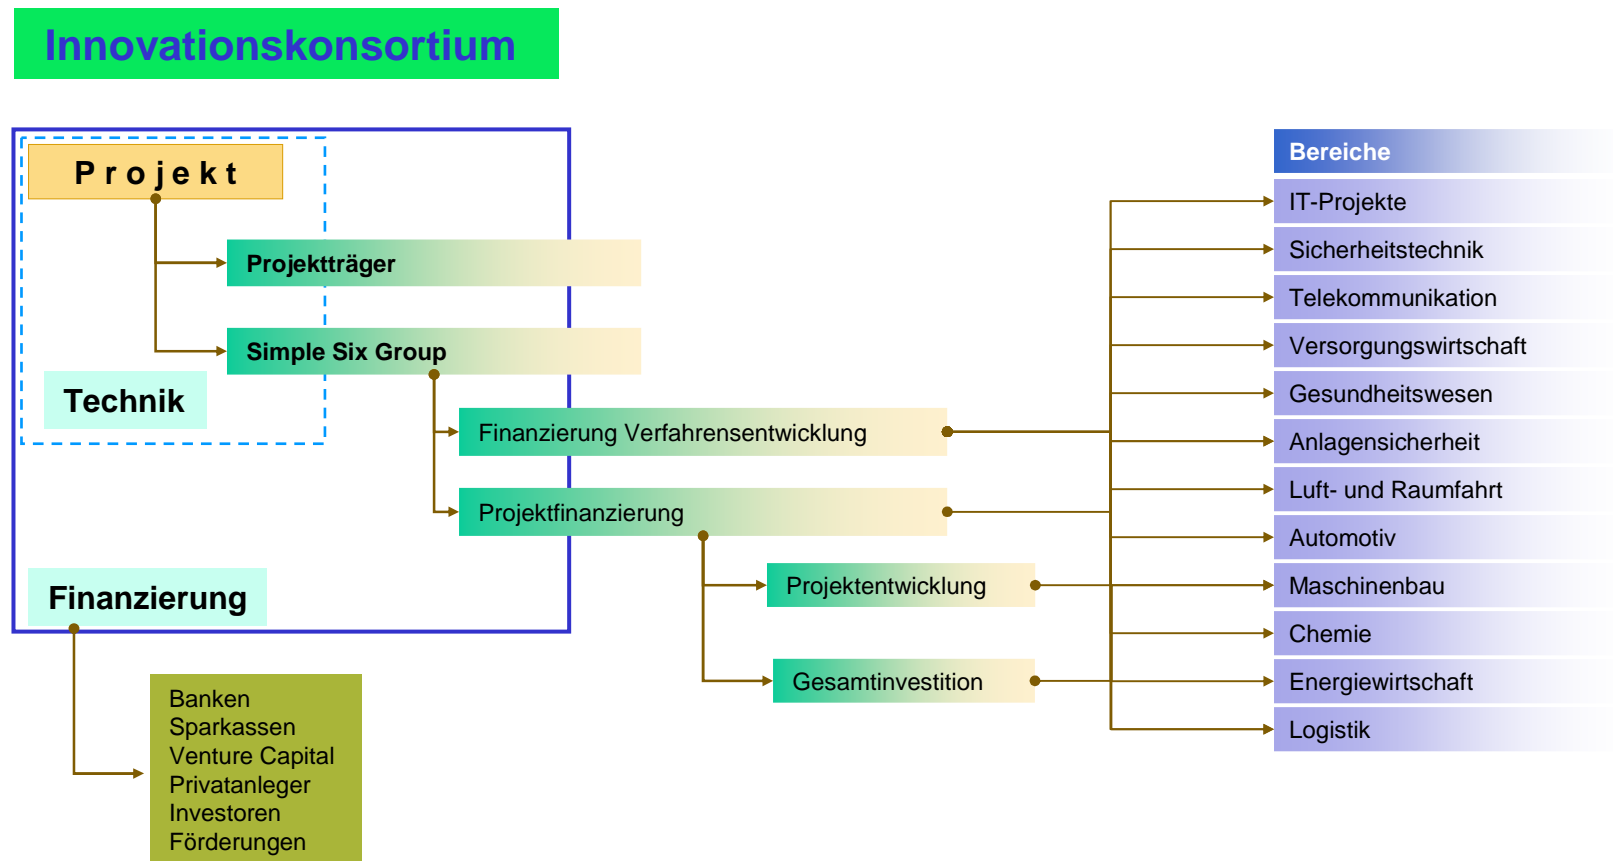 Innovationskonsortium
Projekt
Projektträger
Simple Six Group
Technik
Finanzierung Verfahrensentwicklung
Projektfinanzierung
Projektentwicklung
Gesamtinvestition
Finanzierung
Banken
Sparkassen
Venture Capital
Privatanleger
Investoren
Förderungen
Bereiche
IT-Projekte
Sicherheitstechnik
Telekommunikation
Versorgungswirtschaft
Gesundheitswesen
Anlagensicherheit
Luft- und Raumfahrt
Automotiv
Maschinenbau
Chemie
Energiewirtschaft
Logistik